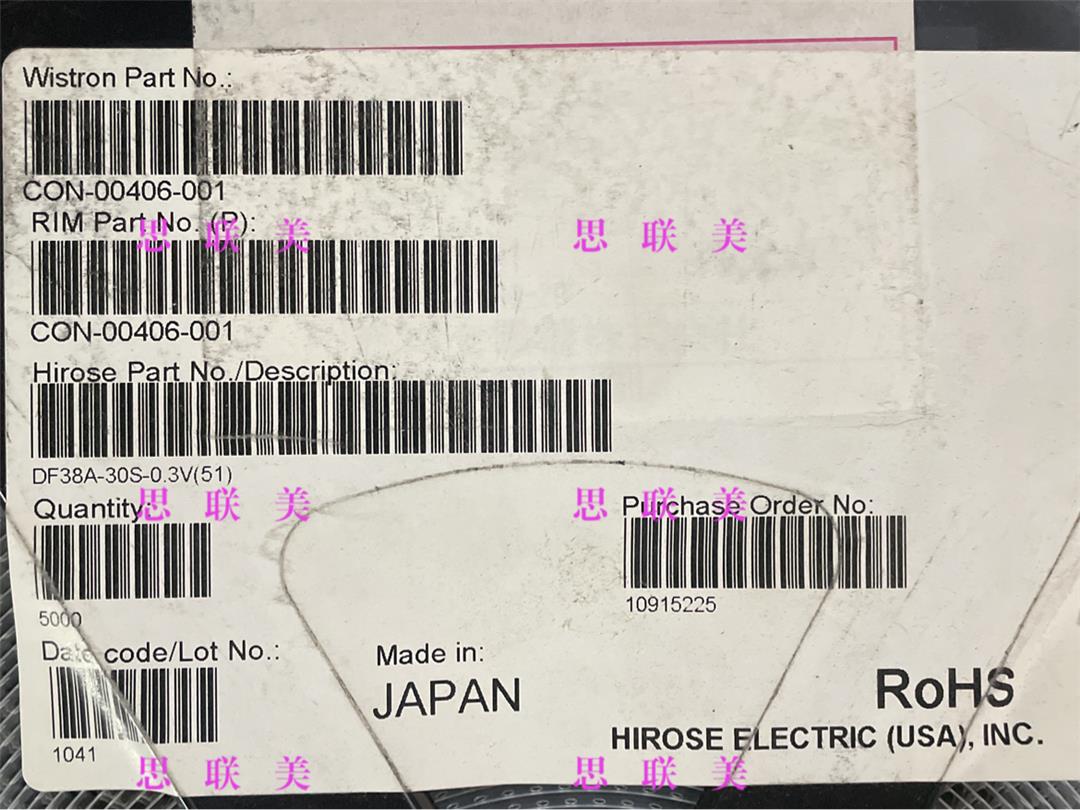 Wistron Part No.:
CON-00406-001
RIM Part No. (P):
思联美 思联美
CON-00406-001
Hirose Part No./Description:
DF38A-30S-0.3V(51)
Quantity:
思联美 思联美
Purchase Order No:
5000
10915225
Date code/Lot No.:
Made in:
JAPAN
RoHS
HIROSE ELECTRIC (USA), INC.
1041
思联美 思联美